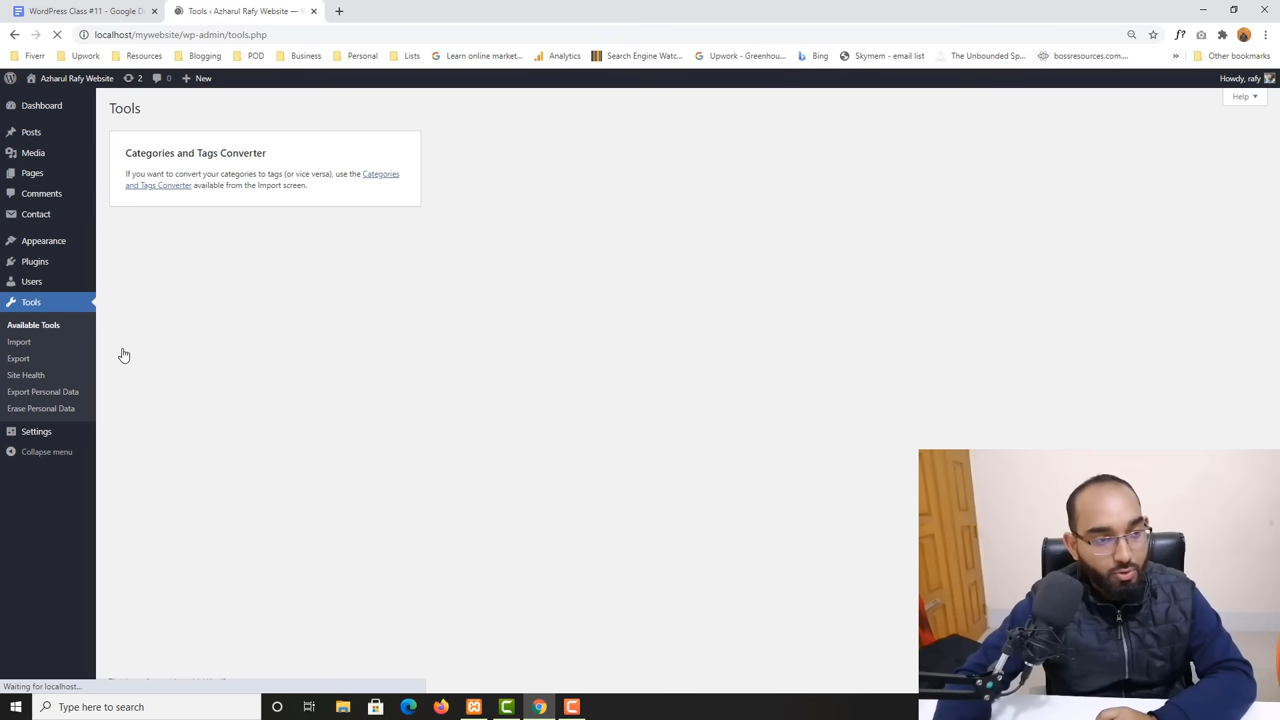 WordPress Class #11 - Google D
Tools ‹ Azharul Rafy Website —
localhost/mywebsite/wp-admin/tools.php
Fiverr
Upwork
Resources
Blogging
POD
Business
Personal
Lists
Learn online market...
Analytics
Search Engine Watc...
Upwork - Greenhou...
Bing
Skymem - email list
The Unbounded Sp...
bossresources.com...
»
Other bookmarks
Azharul Rafy Website
2
0
New
Howdy, rafy
Help
Dashboard
Posts
Media
Pages
Comments
Contact
Appearance
Plugins
Users
Tools
Available Tools
Import
Export
Site Health
Export Personal Data
Erase Personal Data
Settings
Collapse menu
Tools
Categories and Tags Converter
If you want to convert your categories to tags (or vice versa), use the Categories
and Tags Converter available from the Import screen.
Waiting for localhost...
Type here to search